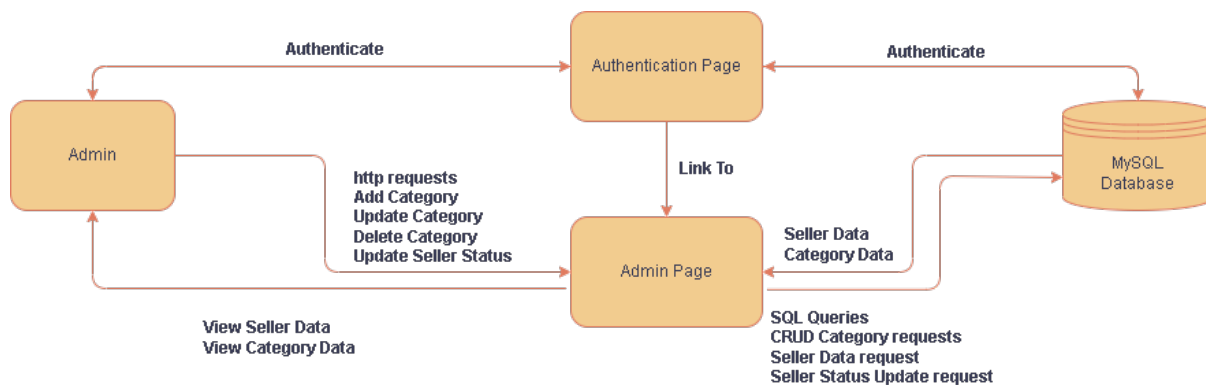 Authenticate
Authentication Page
Authenticate
Admin
MySQL
Database
Link To
http requests
Add Category
Update Category
Delete Category
Update Seller Status
Seller Data
Category Data
Admin Page
View Seller Data
View Category Data
SQL Queries
CRUD Category requests
Seller Data request
Seller Status Update request